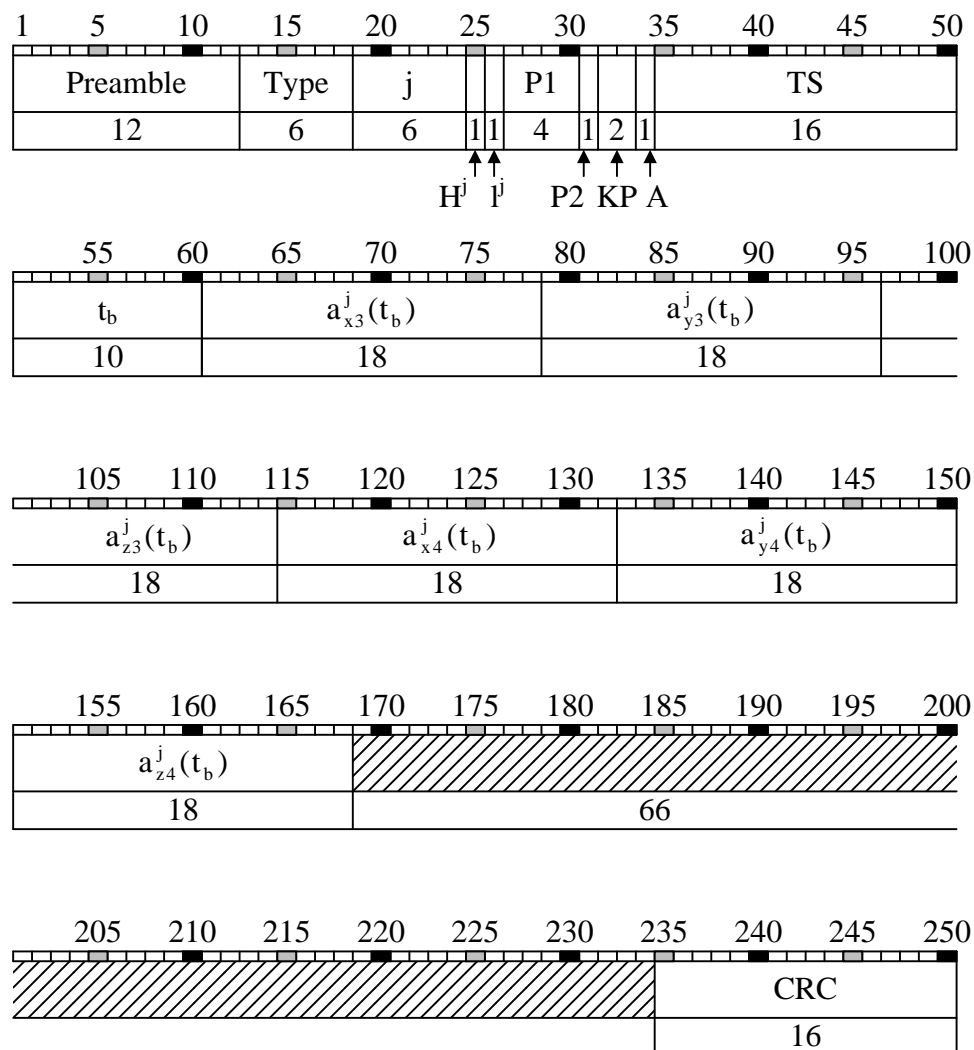 1 5 10 15 20 25 30 35 40 45 50
Preamble Type j P1 TS
12 6 6 1 1 4 1 2 1 16
H^j l^j P2 KP A
55 60 65 70 75 80 85 90 95 100
t_b a^j_x3(t_b) a^j_y3(t_b)
10 18 18
105 110 115 120 125 130 135 140 145 150
a^j_z3(t_b) a^j_x4(t_b) a^j_y4(t_b)
18 18 18
155 160 165 170 175 180 185 190 195 200
a^j_z4(t_b)
18 66
205 210 215 220 225 230 235 240 245 250
CRC
16